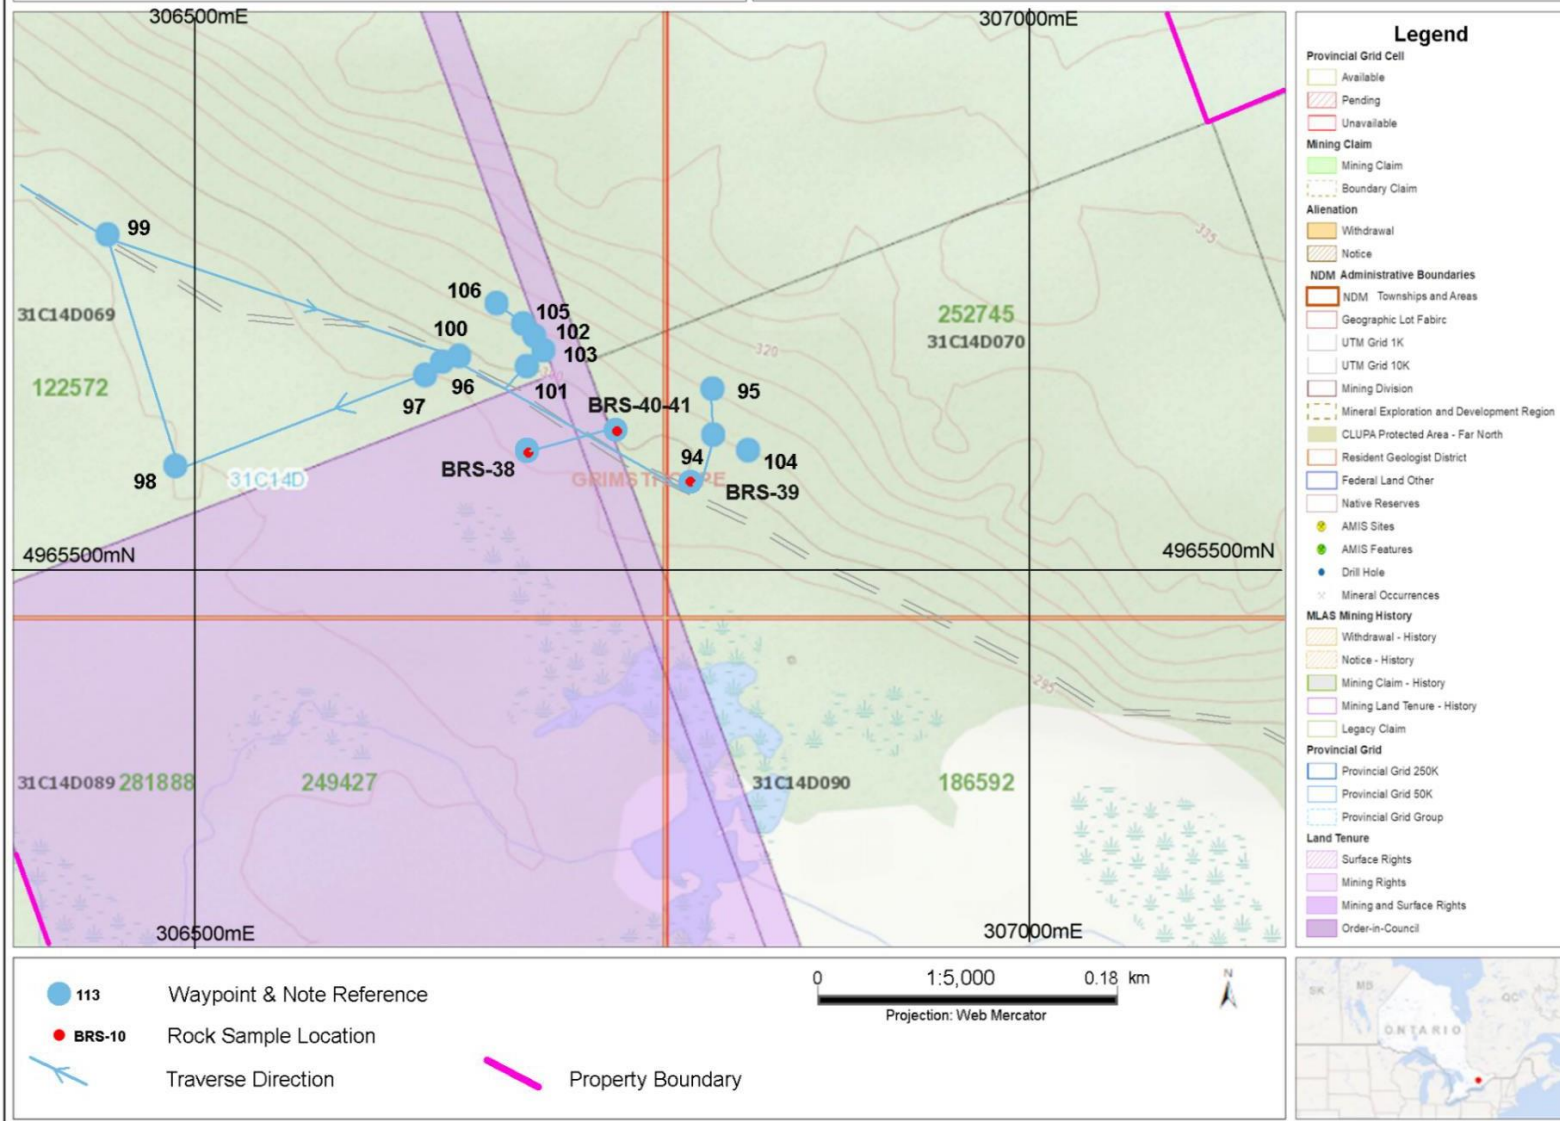 306500mE
307000mE
99
31C14D069
106
105
100
102
252745
103
31C14D070
320
335
122572
96
101
95
97
BRS-40-41
94
104
BRS-38
98
31C14D
GRIMSTHORPE
BRS-39
4965500mN
4965500mN
295
31C14D089
281888
249427
31C14D090
186592
306500mE
307000mE
Legend
Provincial Grid Cell
Available
Pending
Unavailable
Mining Claim
Mining Claim
Boundary Claim
Alienation
Withdrawal
Notice
NDM Administrative Boundaries
NDM Townships and Areas
Geographic Lot Fabirc
UTM Grid 1K
UTM Grid 10K
Mining Division
Mineral Exploration and Development Region
CLUPA Protected Area - Far North
Resident Geologist District
Federal Land Other
Native Reserves
AMIS Sites
AMIS Features
Drill Hole
Mineral Occurrences
MLAS Mining History
Withdrawal - History
Notice - History
Mining Claim - History
Mining Land Tenure - History
Legacy Claim
Provincial Grid
Provincial Grid 250K
Provincial Grid 50K
Provincial Grid Group
Land Tenure
Surface Rights
Mining Rights
Mining and Surface Rights
Order-in-Council
113 Waypoint & Note Reference
BRS-10 Rock Sample Location
Traverse Direction
Property Boundary
0 1:5,000 0.18 km
Projection: Web Mercator
N
SK
MB
ONTARIO
QC